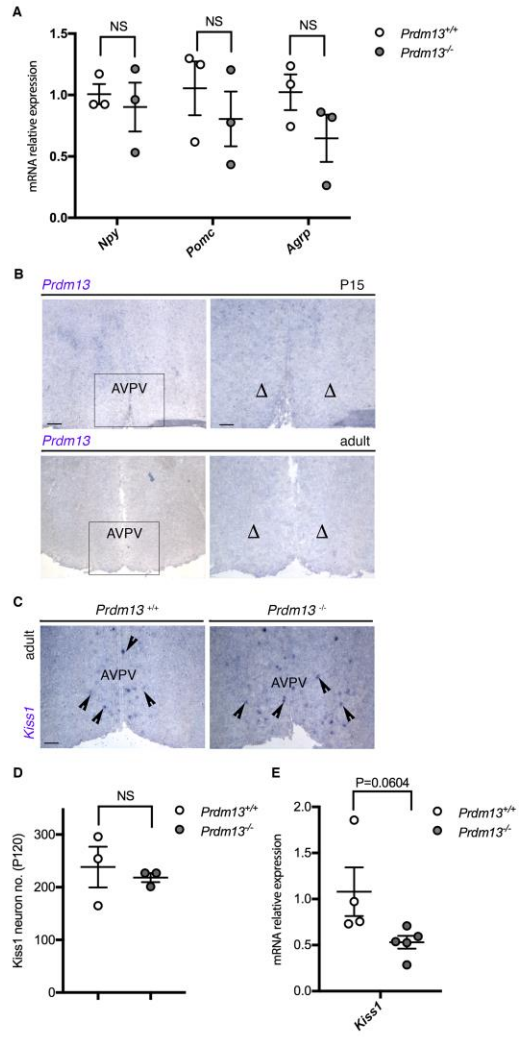 A
NS NS NS
Prdm13+/+
Prdm13-/-
mRNA relative expression
1.5
1.0
0.5
0.0
Npy Pomc Agrp
B
Prdm13 P15
AVPV Δ Δ
Prdm13 adult
AVPV Δ Δ
C
Prdm13 +/+ Prdm13 -/-
adult
Kiss1
AVPV AVPV
D
NS
Prdm13+/+
Prdm13-/-
Kiss1 neuron no. (P120)
300
200
100
0
E
P=0.0604
Prdm13+/+
Prdm13-/-
mRNA relative expression
2.0
1.5
1.0
0.5
0.0
Kiss1